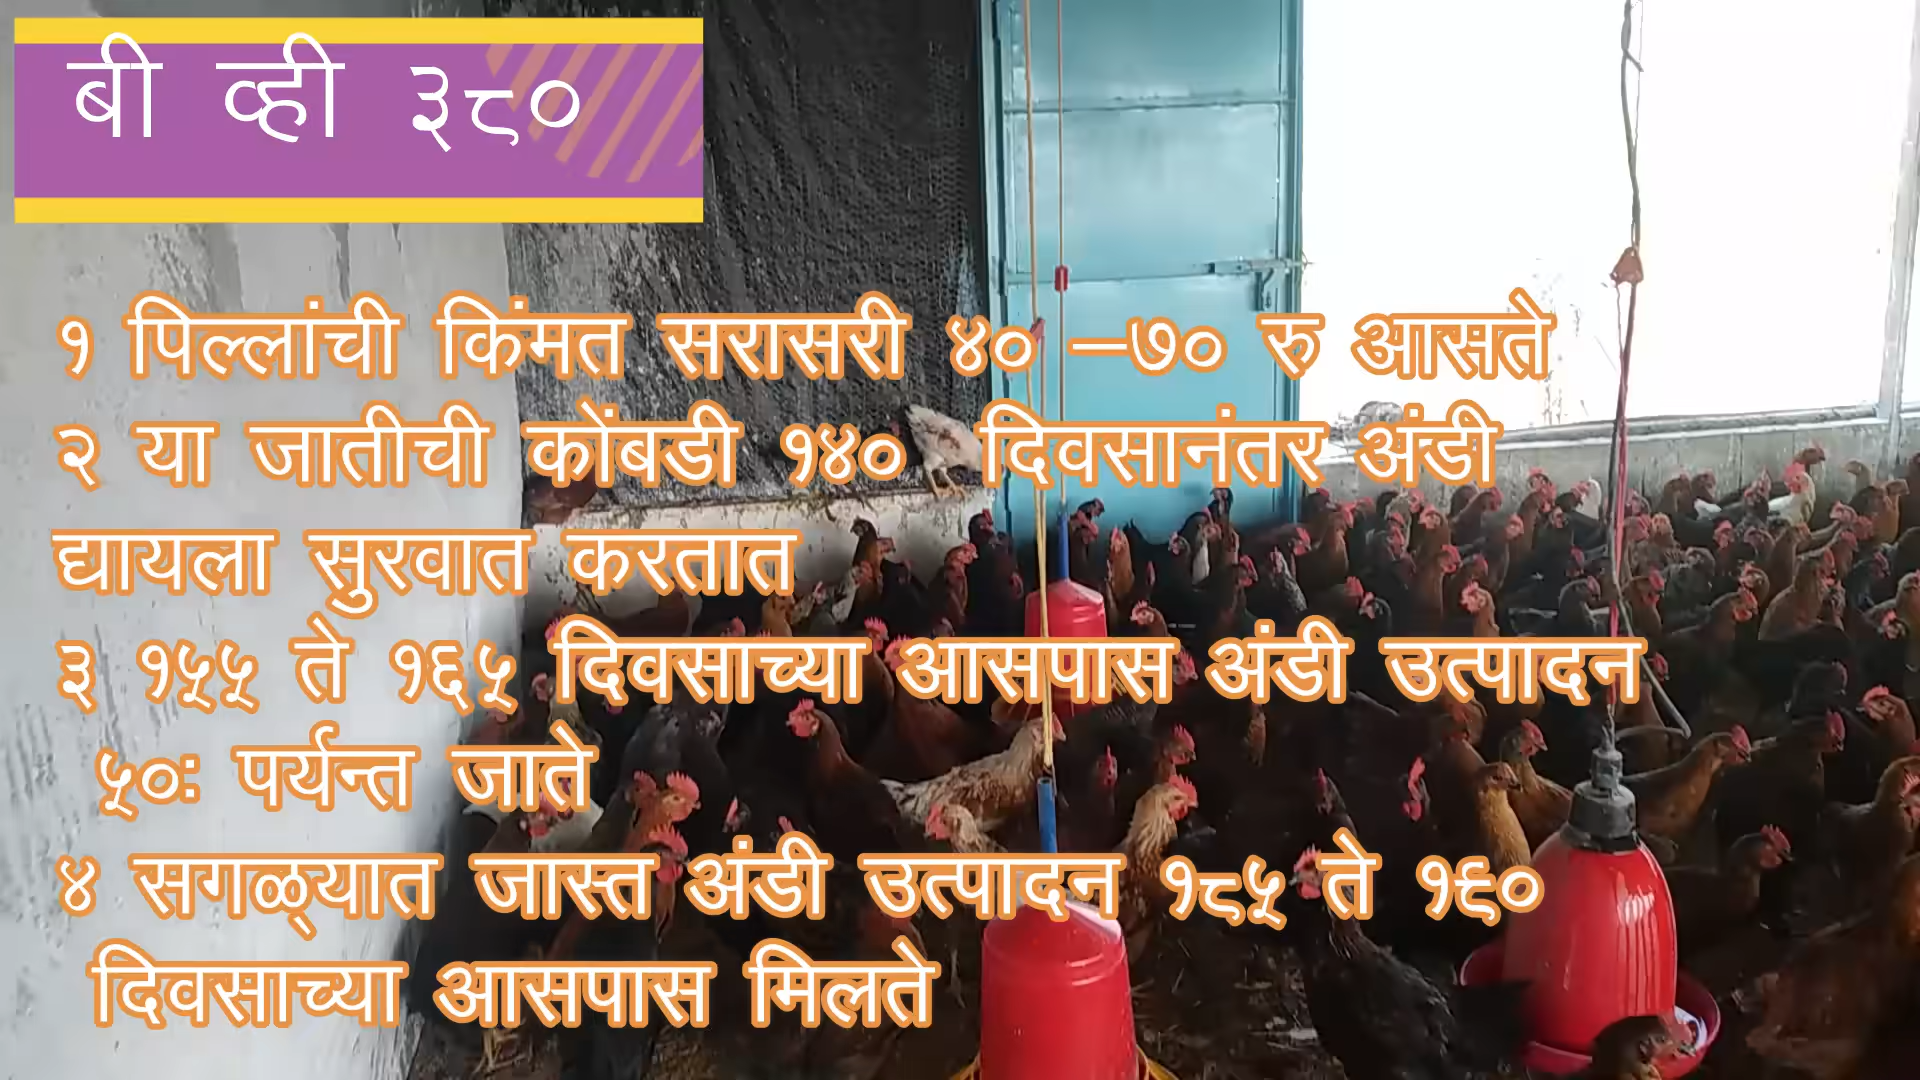 बी व्ही ३८०
१ पिल्लांची किंमत सरासरी ४० –७० रु आसते
२ या जातीची कोंबडी १४० दिवसानंतर अंडी
द्यायला सुरवात करतात
३ १५५ ते १६५ दिवसाच्या आसपास अंडी उत्पादन
५०ः पर्यन्त जाते
४ सगळ्यात जास्त अंडी उत्पादन १८५ ते १९०
दिवसाच्या आसपास मिलते